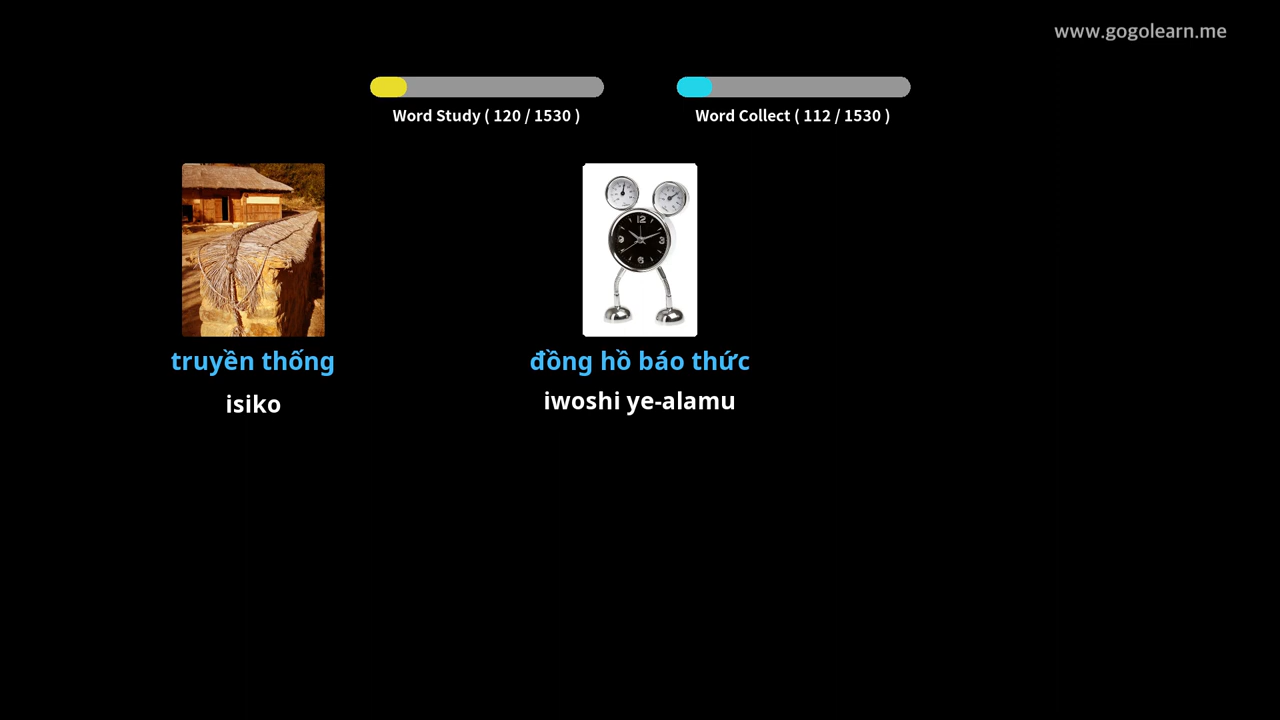 www.gogolearn.me
Word Study ( 120 / 1530 )
Word Collect ( 112 / 1530 )
truyền thống
isiko
đồng hồ báo thức
iwoshi ye-alamu